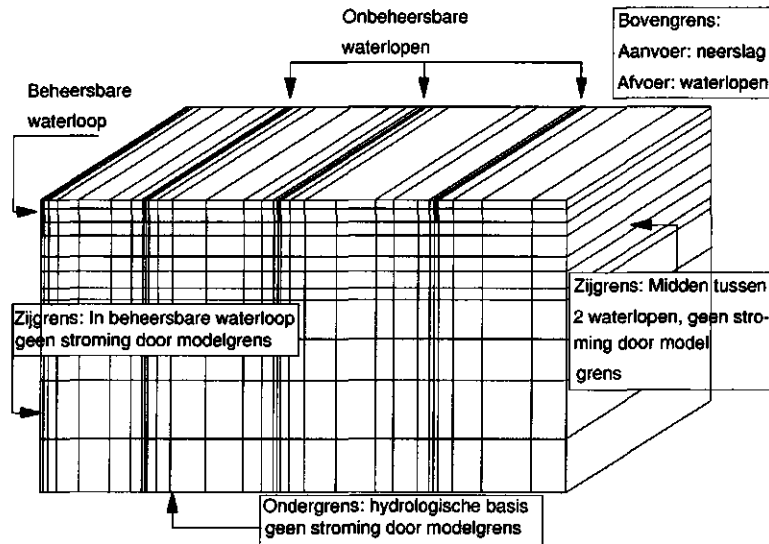 Onbeheersbare
waterlopen
Bovengrens:
Aanvoer: neerslag
Afvoer: waterlopen
Beheersbare
waterloop
Zijgrens: In beheersbare waterloop
geen stroming door modelgrens
Zijgrens: Midden tussen
2 waterlopen, geen stro-
ming door model
grens
Ondergrens: hydrologische basis
geen stroming door modelgrens